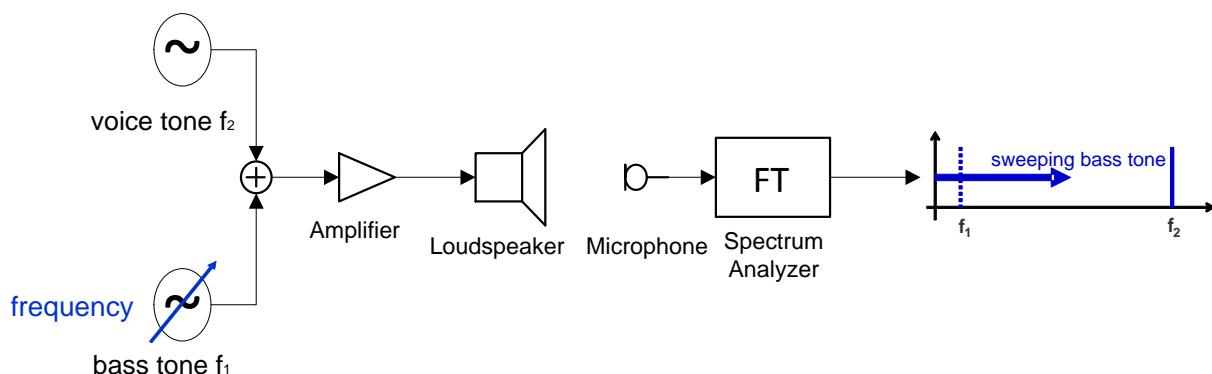 voice tone f₂
Amplifier
Loudspeaker
Microphone
FT
Spectrum
Analyzer
sweeping bass tone
f₁
f₂
frequency
bass tone f₁